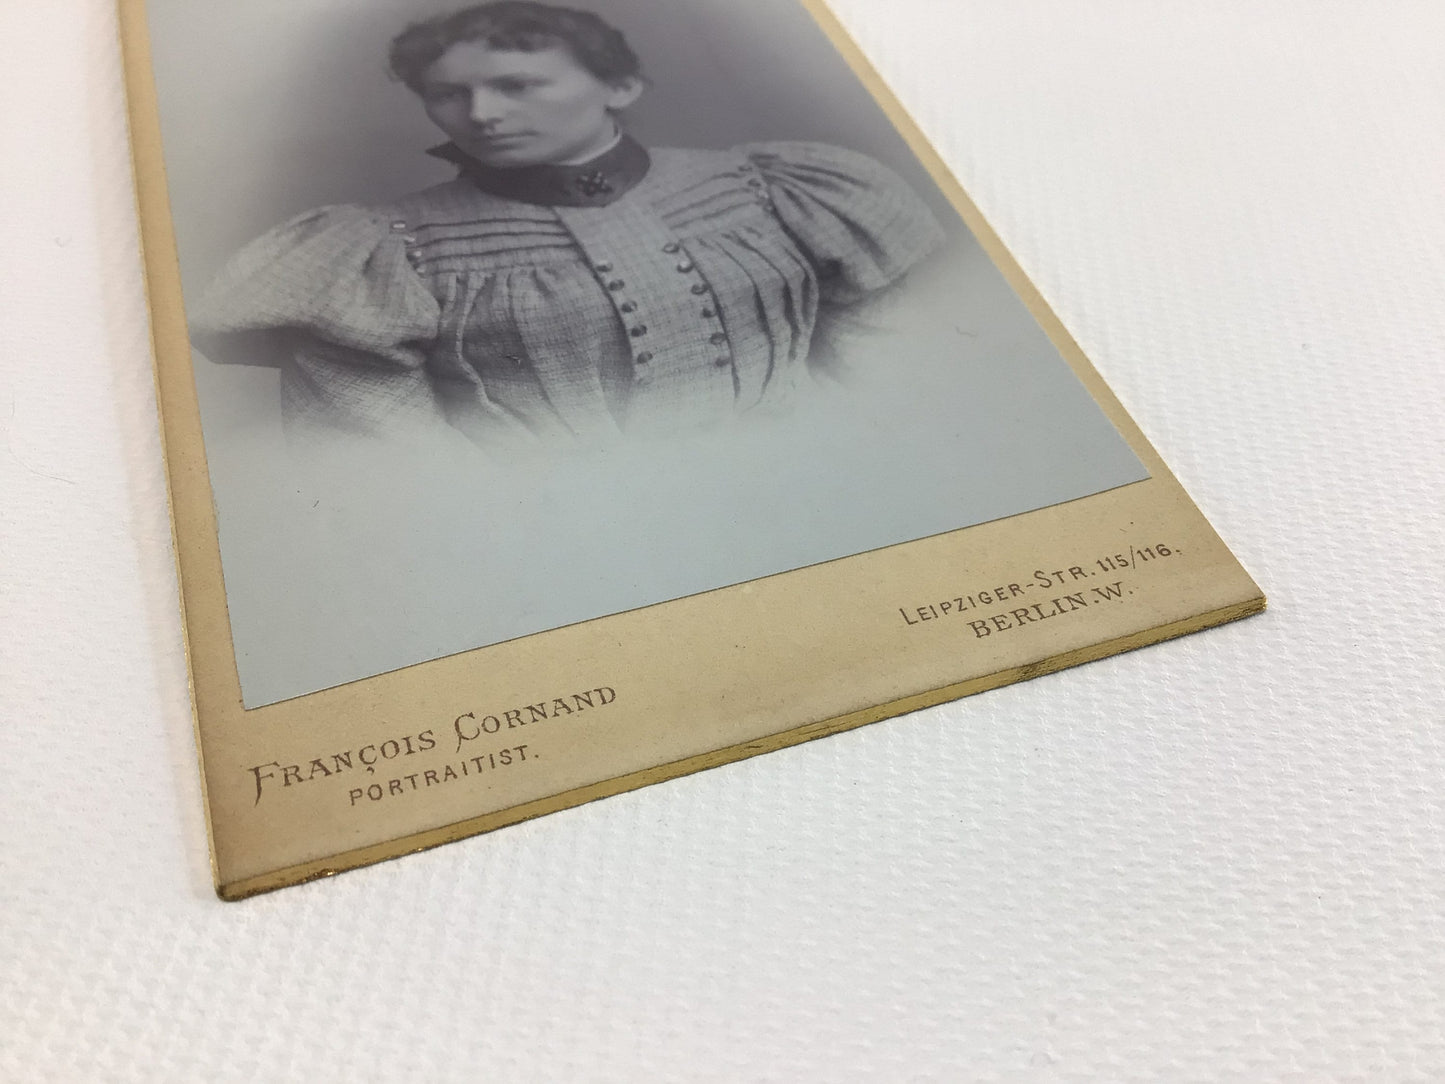 FRANÇOIS CORNAND
PORTRAITIST.
LEIPZIGER-STR. 115/116.
BERLIN.W.